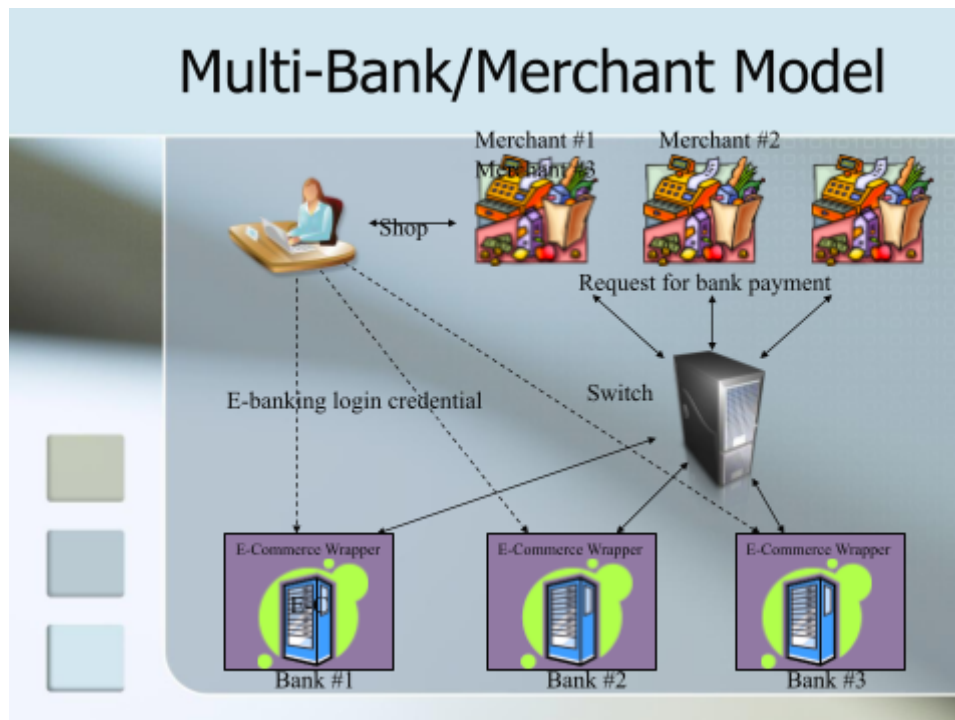 Multi-Bank/Merchant Model
Merchant #1 Merchant #2
Merchant #3
Shop
Request for bank payment
Switch
E-banking login credential
E-Commerce Wrapper
E-Commerce Wrapper
E-Commerce Wrapper
Bank #1
Bank #2
Bank #3